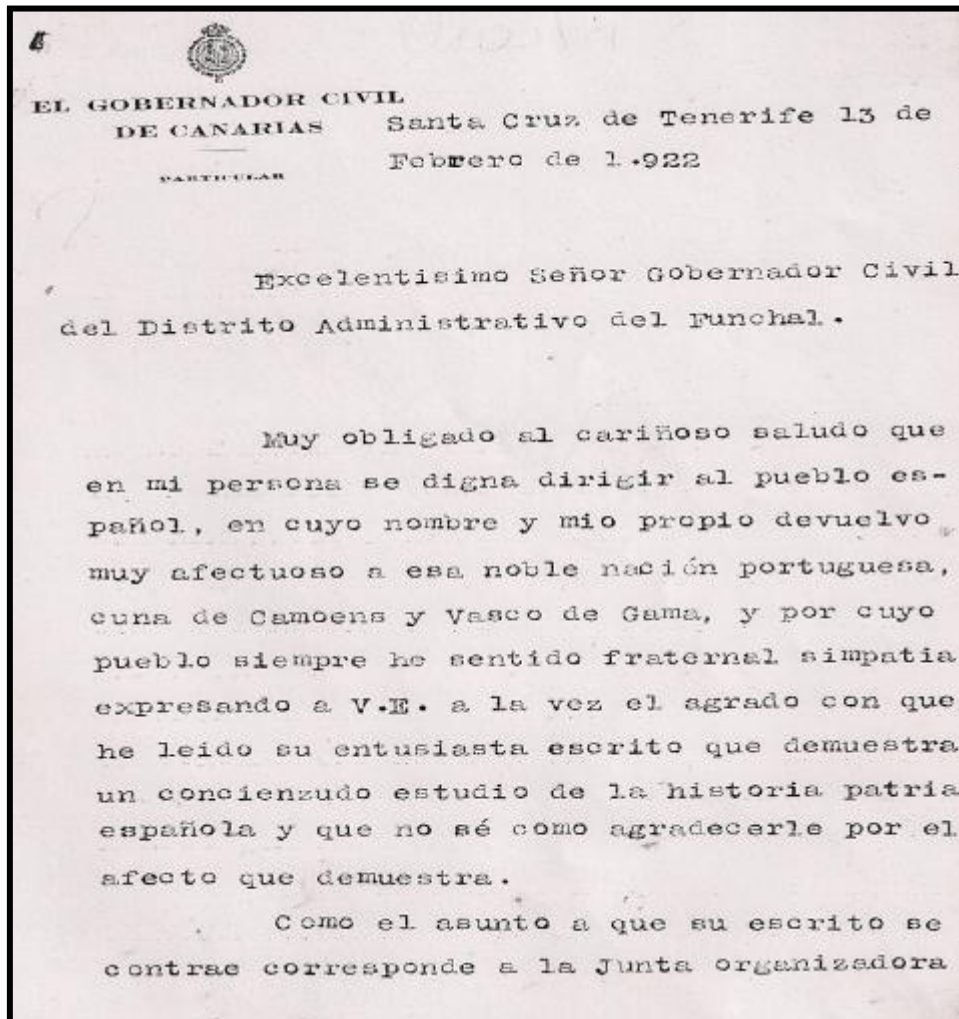 EL GOBERNADOR CIVIL
DE CANARIAS
PARTICULAR
Santa Cruz de Tenerife 13 de
Febrero de 1.922
Excelentisimo Señor Gobernador Civil
del Distrito Administrativo del Funchal.
Muy obligado al cariñoso saludo que
en mi persona se digna dirigir al pueblo es-
pañol, en cuyo nombre y mio propio devuelvo
muy afectuoso a esa noble nación portuguesa,
cuna de Camoens y Vasco de Gama, y por cuyo
pueblo siempre he sentido fraternal simpatia
expresando a V.E. a la vez el agrado con que
he leido su entusiasta escrito que demuestra
un concienzudo estudio de la historia patria
española y que no sé como agradecerle por el
afecto que demuestra.
Como el asunto a que su escrito se
contrae corresponde a la Junta organizadora